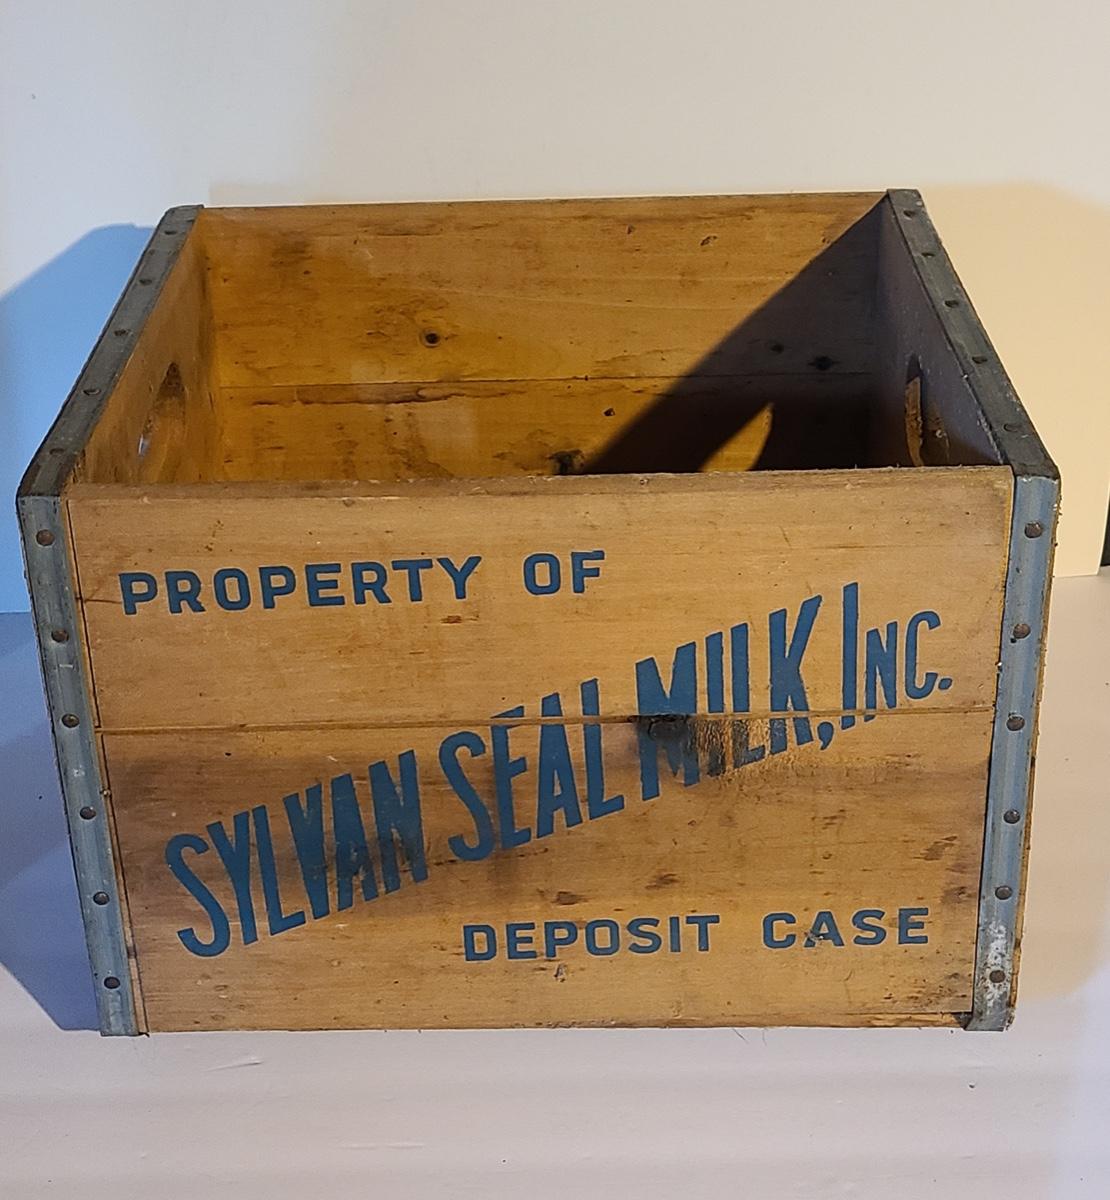 PROPERTY OF
SYLVAN SEAL MILK, INC.
DEPOSIT CASE